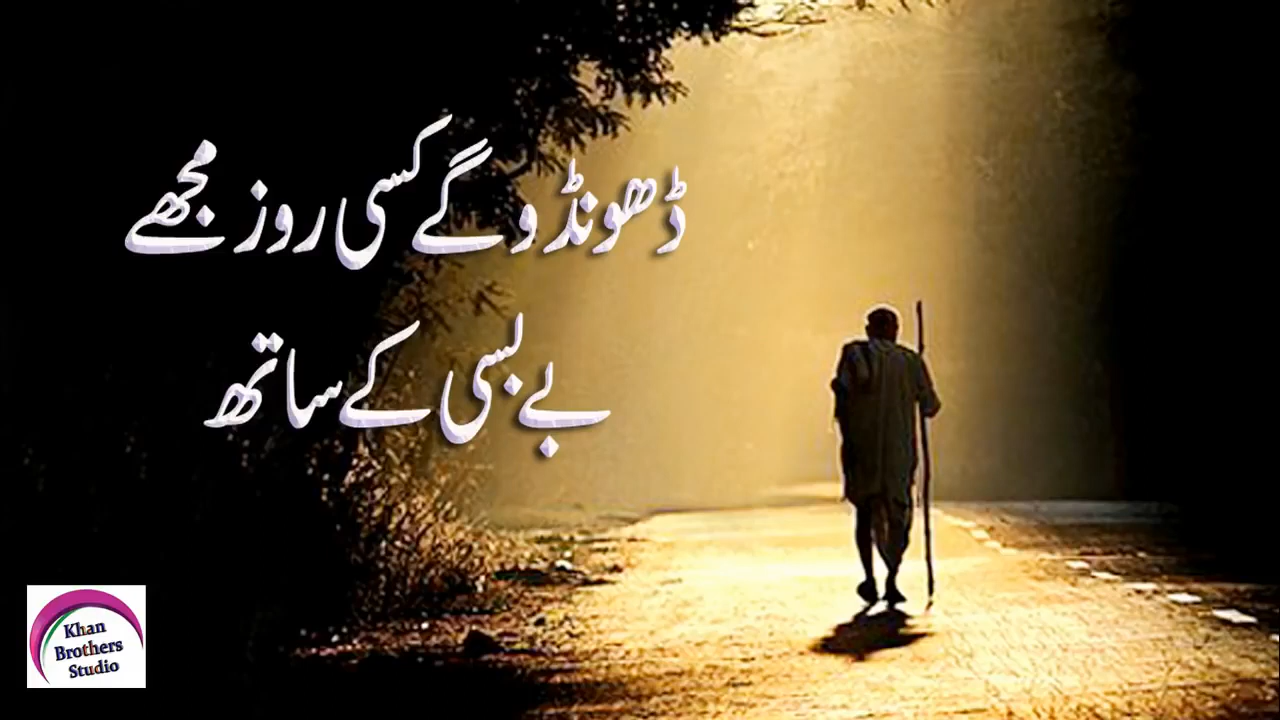 ڈھونڈو گے کسی روز مجھے
بے بسی کے ساتھ
Khan
Brothers
Studio